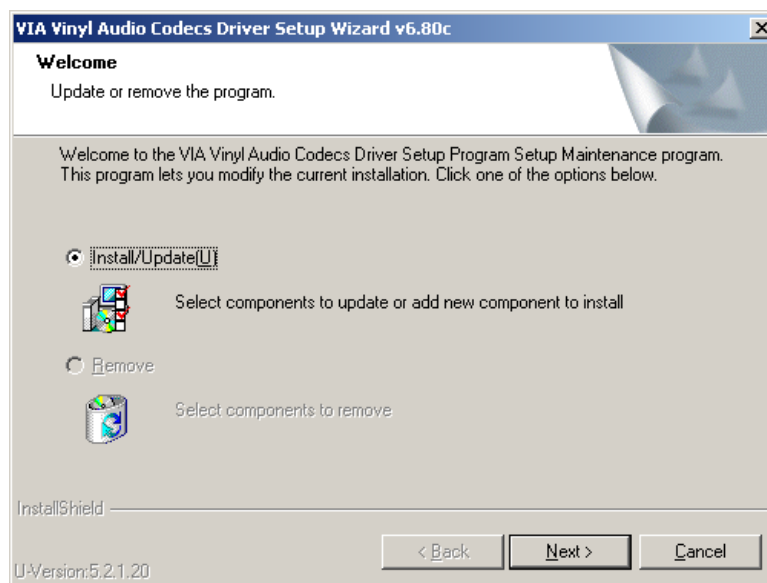 VIA Vinyl Audio Codecs Driver Setup Wizard v6.80c
Welcome
Update or remove the program.
Welcome to the VIA Vinyl Audio Codecs Driver Setup Program Setup Maintenance program.
This program lets you modify the current installation. Click one of the options below.
Install/Update(U)
Select components to update or add new component to install
Remove
Select components to remove
InstallShield
< Back
Next >
Cancel
U-Version:5.2.1.20